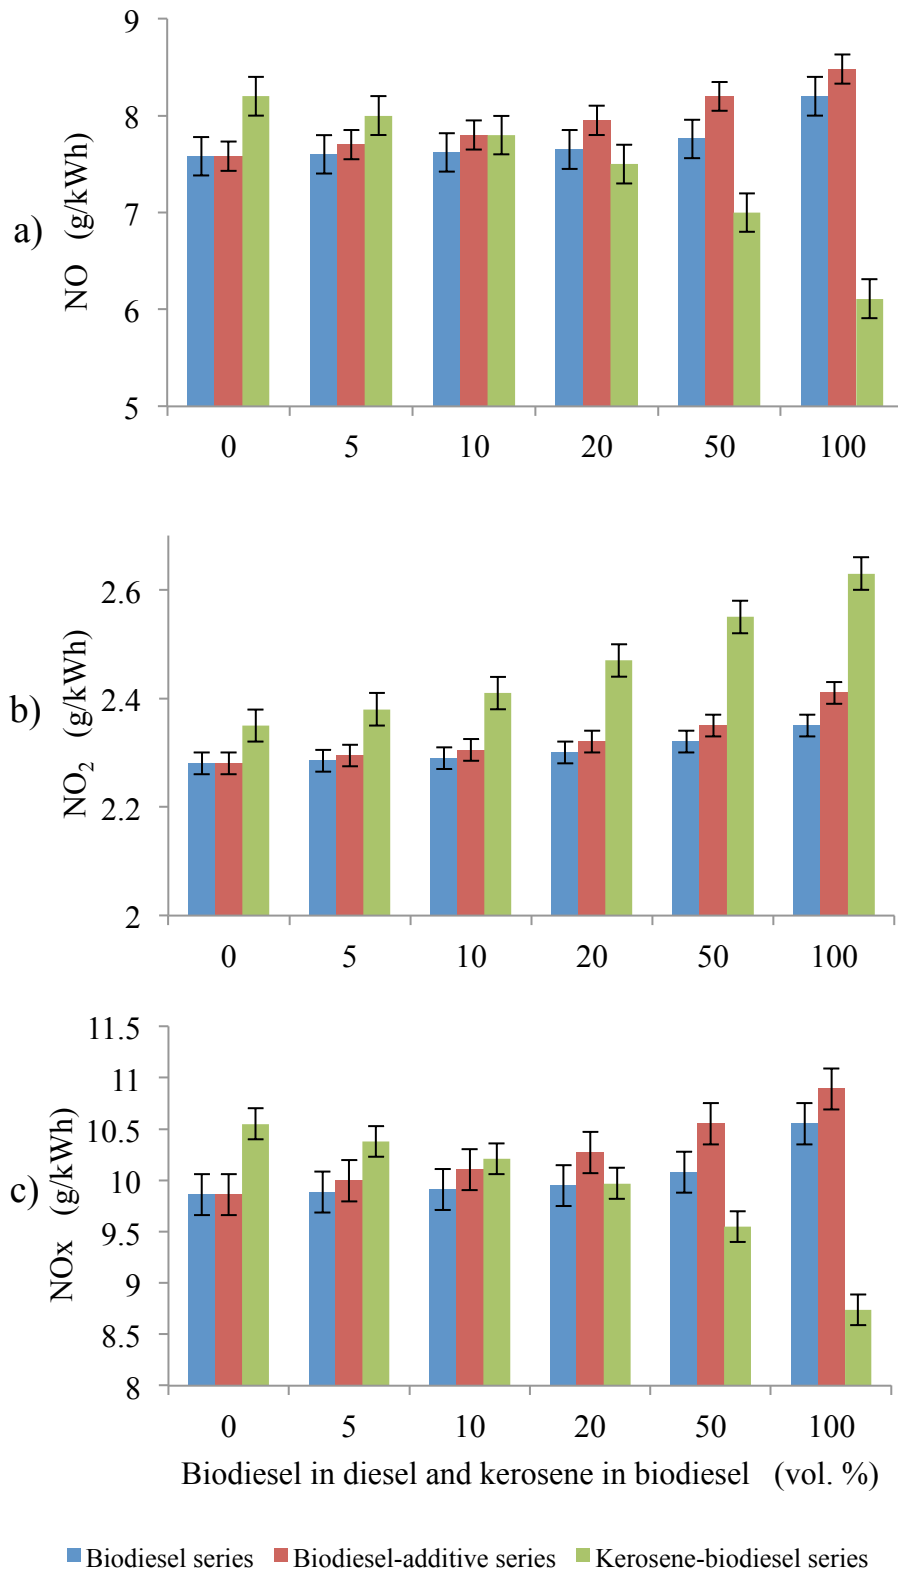 9
8
7
6
5
a) NO (g/kWh)
0 5 10 20 50 100
2.6
2.4
2.2
2
b) NO₂ (g/kWh)
0 5 10 20 50 100
11.5
11
10.5
10
9.5
9
8.5
8
c) NOx (g/kWh)
0 5 10 20 50 100
Biodiesel in diesel and kerosene in biodiesel (vol. %)
Biodiesel series Biodiesel-additive series Kerosene-biodiesel series